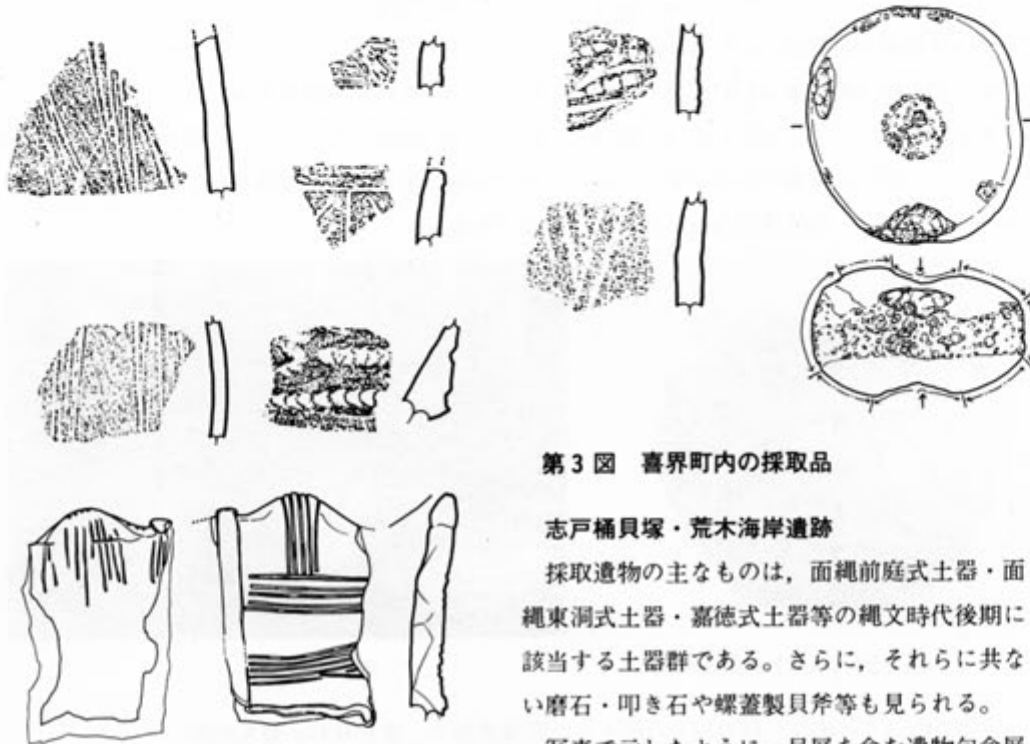 第3図 喜界町内の採取品
志戸桶貝塚・荒木海岸遺跡
採取遺物の主なものは，面縄前庭式土器・面
縄東洞式土器・嘉徳式土器等の縄文時代後期に
該当する土器群である。さらに，それらに共な
い磨石・叩き石や螺蓋製貝斧等も見られる。